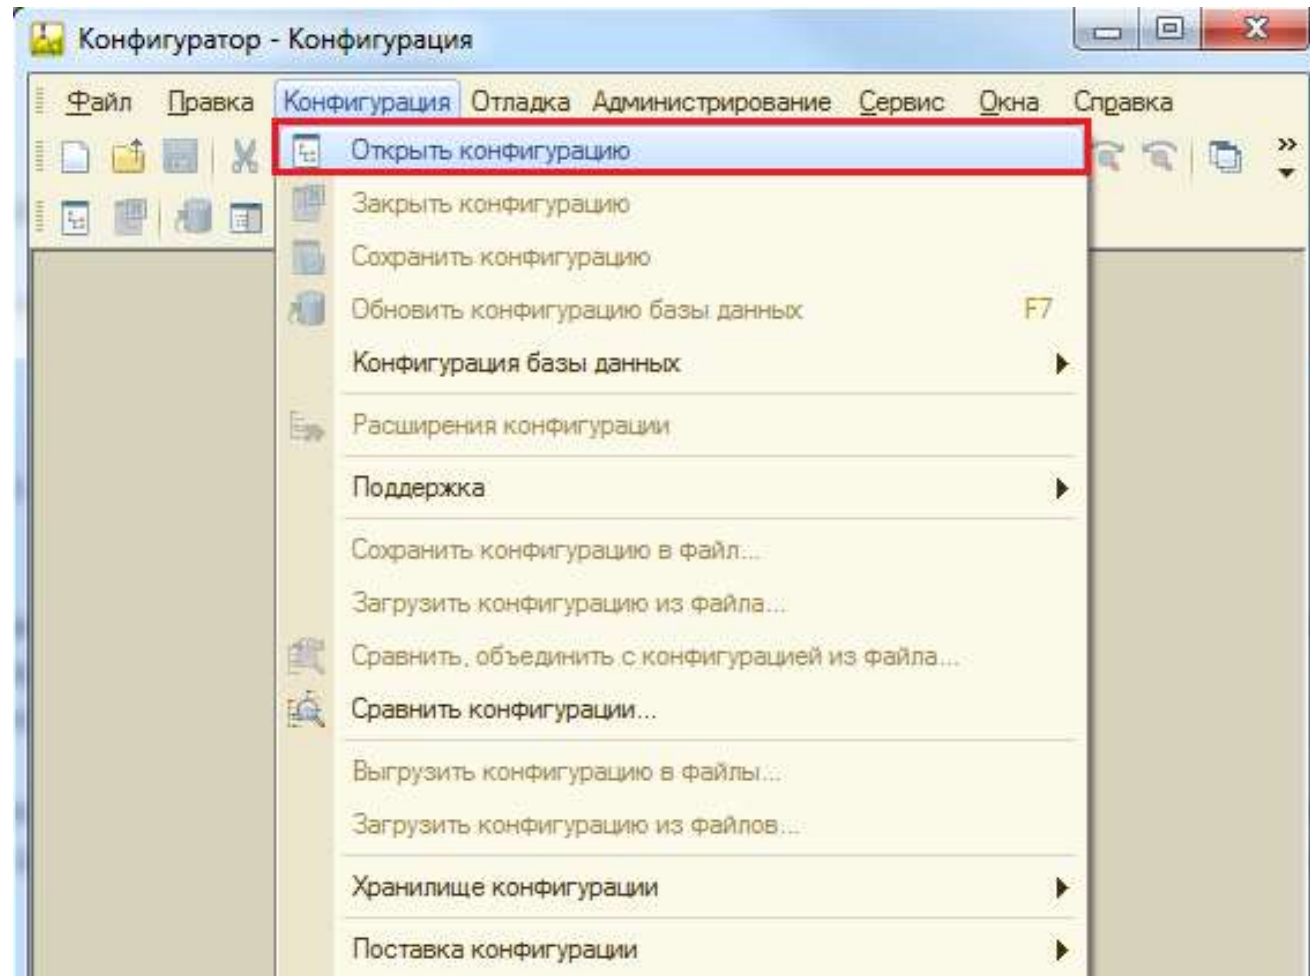 Конфигуратор - Конфигурация
Файл Правка Конфигурация Отладка Администрирование Сервис Окна Справка
Открыть конфигурацию
Закрыть конфигурацию
Сохранить конфигурацию
Обновить конфигурацию базы данных F7
Конфигурация базы данных
Расширения конфигурации
Поддержка
Сохранить конфигурацию в файл...
Загрузить конфигурацию из файла...
Сравнить, объединить с конфигурацией из файла...
Сравнить конфигурации...
Выгрузить конфигурацию в файлы...
Загрузить конфигурацию из файлов...
Хранилище конфигурации
Поставка конфигурации